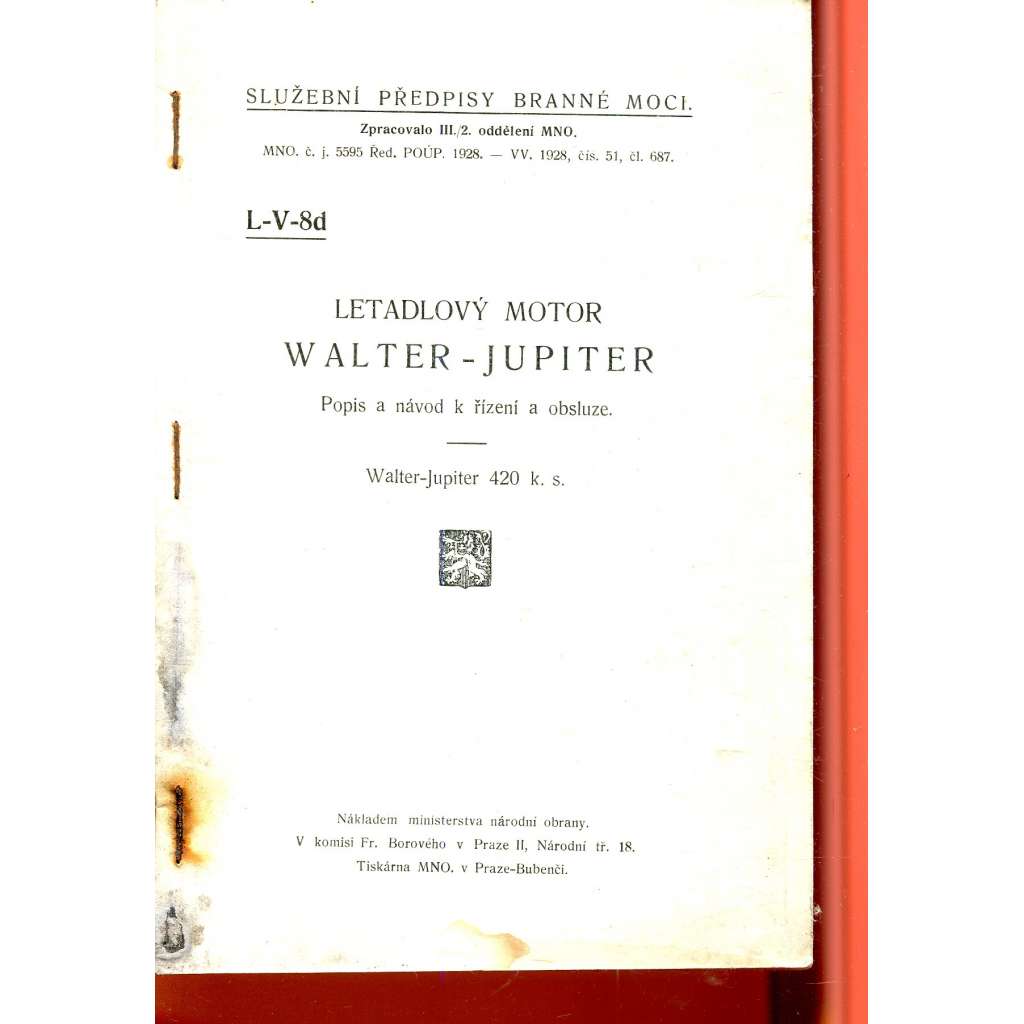 SLUŽEBNÍ PŘEDPISY BRANNÉ MOCI.
Zpracovalo III./2. oddělení MNO.
MNO. č. j. 5595 Řed. POÚP. 1928. — VV. 1928, čís. 51, čl. 687.
L-V-8d
LETADLOVÝ MOTOR
WALTER-JUPITER
Popis a návod k řízení a obsluze.
Walter-Jupiter 420 k. s.
Nákladem ministerstva národní obrany.
V komisi Fr. Borového v Praze II, Národní tř. 18.
Tiskárna MNO. v Praze-Bubenči.